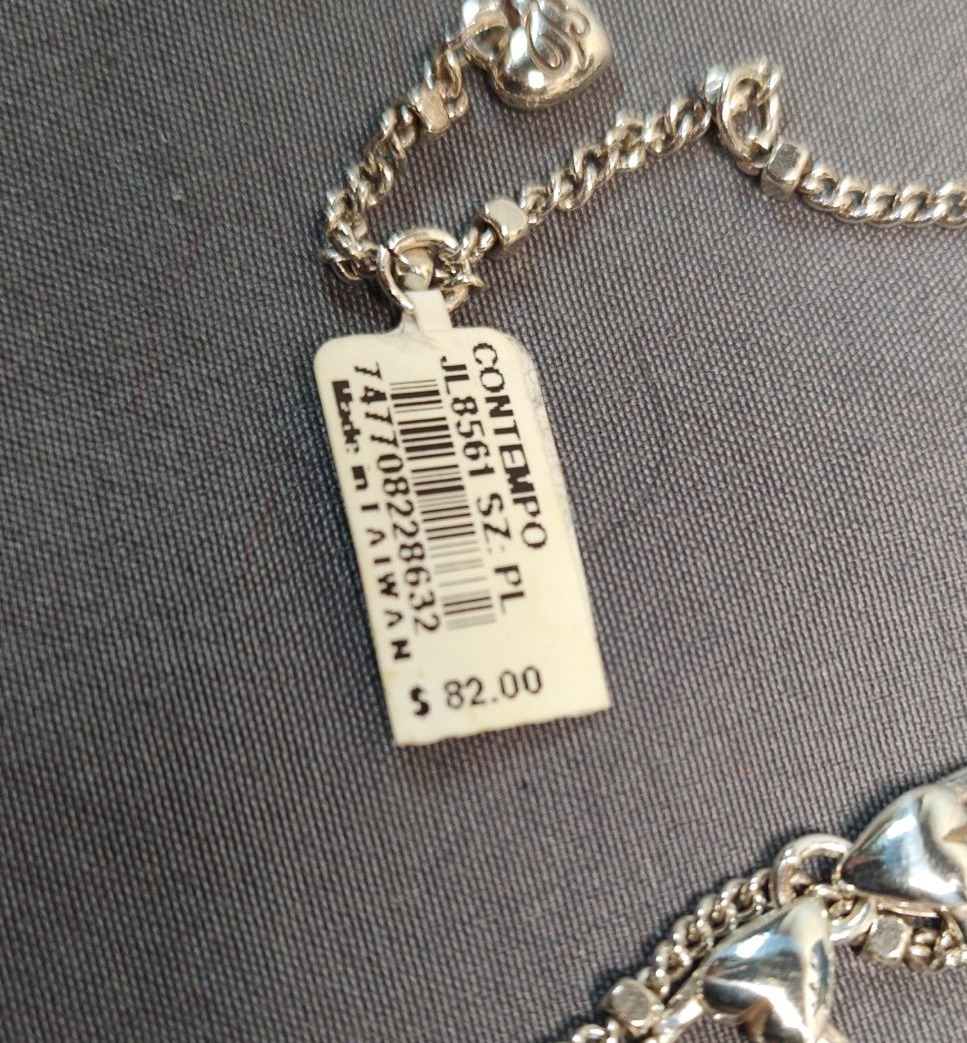 CONTEMPO
JL8561 SZ: PL
747708228632
Made in TAIWAN
$ 82.00